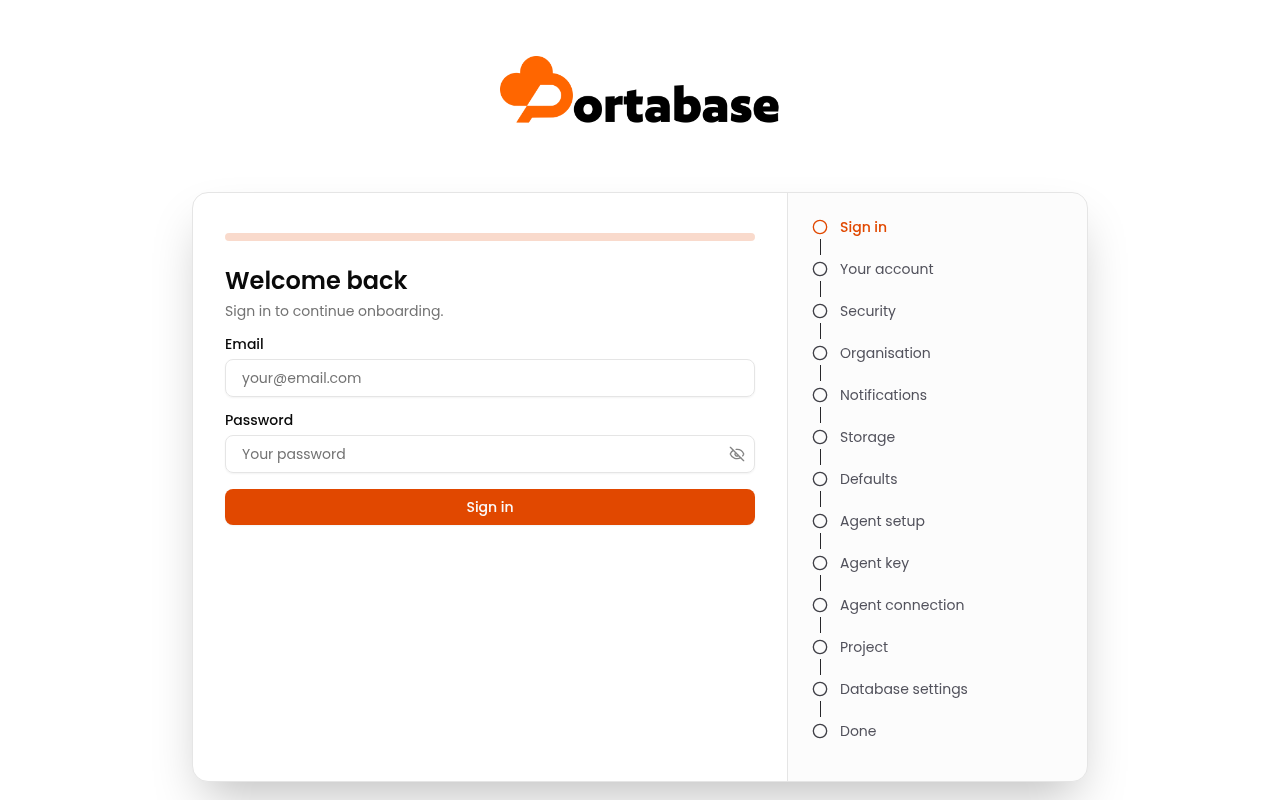 Portabase
Welcome back
Sign in to continue onboarding.
Email
your@email.com
Password
Your password
Sign in
Sign in
Your account
Security
Organisation
Notifications
Storage
Defaults
Agent setup
Agent key
Agent connection
Project
Database settings
Done